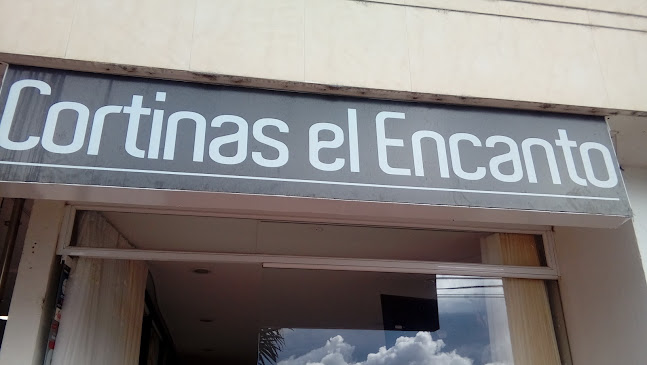 Cortinas el Encanto